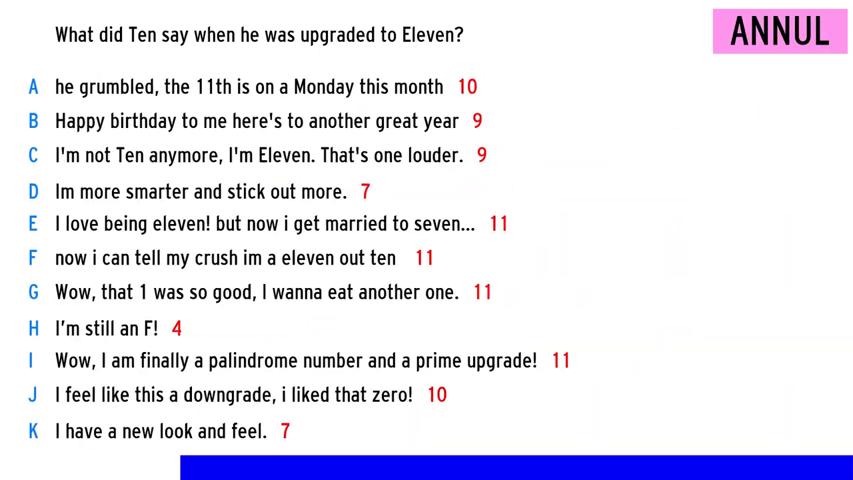 What did Ten say when he was upgraded to Eleven?
ANNUL
A he grumbled, the 11th is on a Monday this month 10
B Happy birthday to me here's to another great year 9
C I'm not Ten anymore, I'm Eleven. That's one louder. 9
D Im more smarter and stick out more. 7
E I love being eleven! but now i get married to seven... 11
F now i can tell my crush im a eleven out ten 11
G Wow, that 1 was so good, I wanna eat another one. 11
H I'm still an F! 4
I Wow, I am finally a palindrome number and a prime upgrade! 11
J I feel like this a downgrade, i liked that zero! 10
K I have a new look and feel. 7